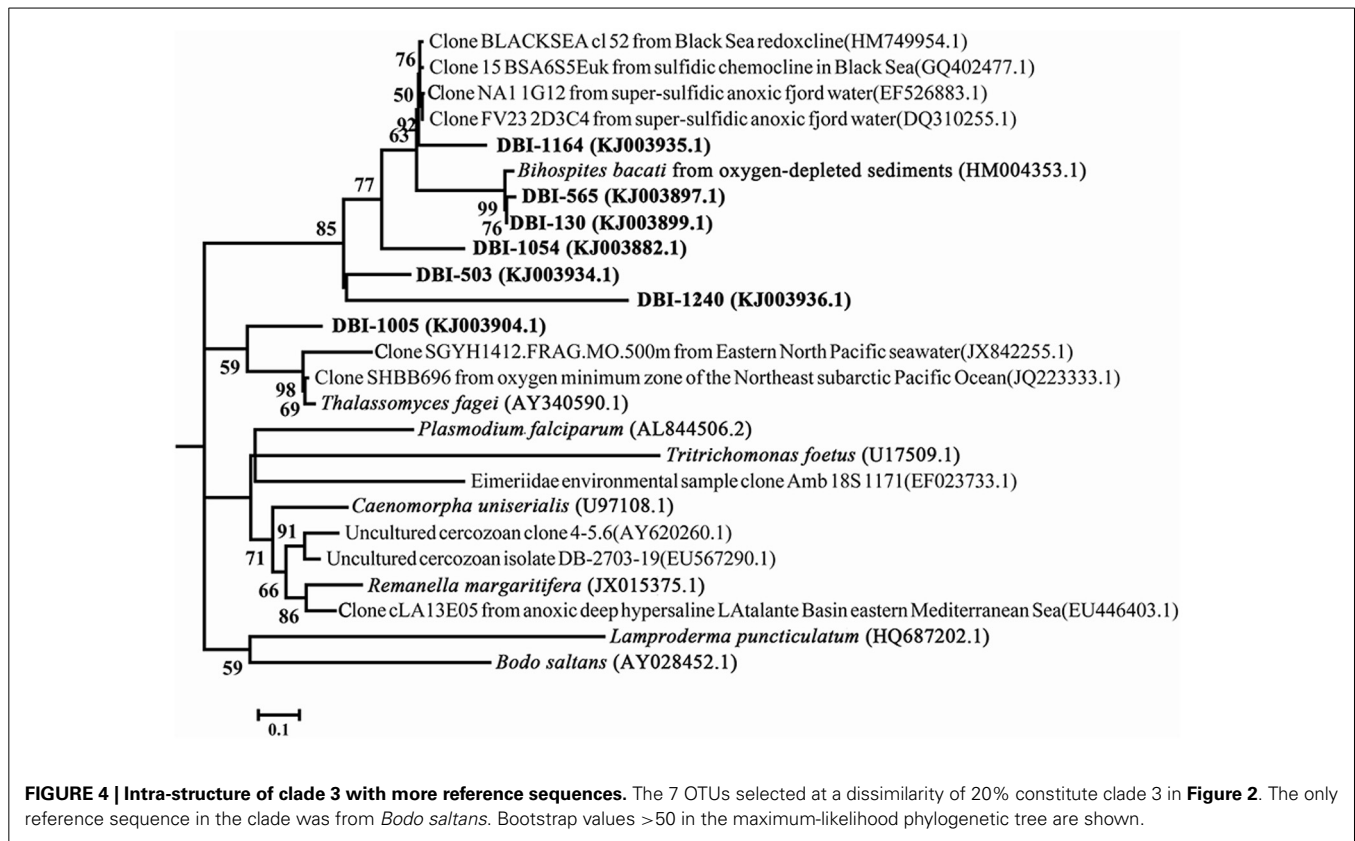 Clone BLACKSEA cl 52 from Black Sea redoxcline(HM749954.1)
76
Clone 15 BSA6S5Euk from sulfidic chemocline in Black Sea(GQ402477.1)
50
Clone NA1 1G12 from super-sulfidic anoxic fjord water(EF526883.1)
92
Clone FV23 2D3C4 from super-sulfidic anoxic fjord water(DQ310255.1)
63
DBI-1164 (KJ003935.1)
Bihospites bacati from oxygen-depleted sediments (HM004353.1)
77
DBI-565 (KJ003897.1)
99
DBI-130 (KJ003899.1)
76
85
DBI-1054 (KJ003882.1)
DBI-503 (KJ003934.1)
DBI-1240 (KJ003936.1)
DBI-1005 (KJ003904.1)
Clone SGYH1412.FRAG.MO.500m from Eastern North Pacific seawater(JX842255.1)
59
Clone SHBB696 from oxygen minimum zone of the Northeast subarctic Pacific Ocean(JQ223333.1)
98
Thalassomyces fagei (AY340590.1)
69
Plasmodium falciparum (AL844506.2)
Tritrichomonas foetus (U17509.1)
Eimeriidae environmental sample clone Amb 18S 1171(EF023733.1)
Caenomorpha uniserialis (U97108.1)
91
Uncultured cercozoan clone 4-5.6(AY620260.1)
71
Uncultured cercozoan isolate DB-2703-19(EU567290.1)
66
Remanella margaritifera (JX015375.1)
86
Clone cLA13E05 from anoxic deep hypersaline LAtalante Basin eastern Mediterranean Sea(EU446403.1)
Lamproderma puncticulatum (HQ687202.1)
59
Bodo saltans (AY028452.1)
0.1
FIGURE 4 | Intra-structure of clade 3 with more reference sequences. The 7 OTUs selected at a dissimilarity of 20% constitute clade 3 in Figure 2. The only
reference sequence in the clade was from Bodo saltans. Bootstrap values >50 in the maximum-likelihood phylogenetic tree are shown.